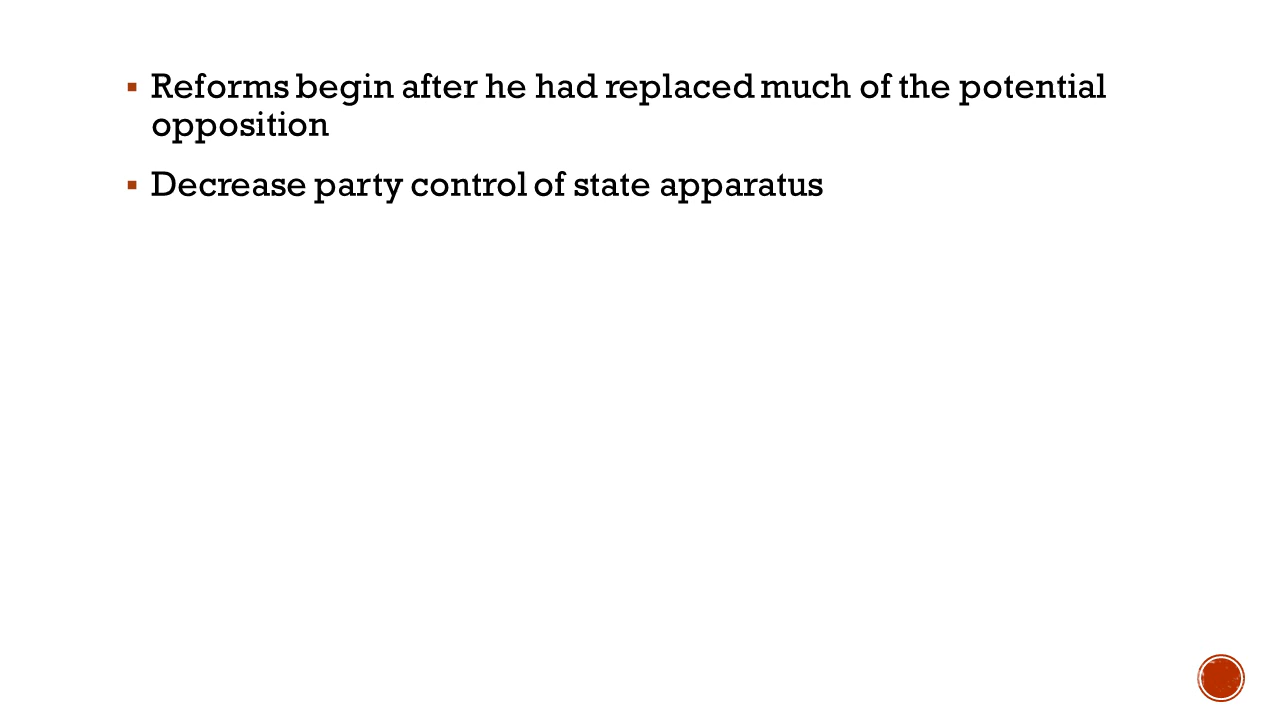 ▪ Reforms begin after he had replaced much of the potential
opposition
▪ Decrease party control of state apparatus